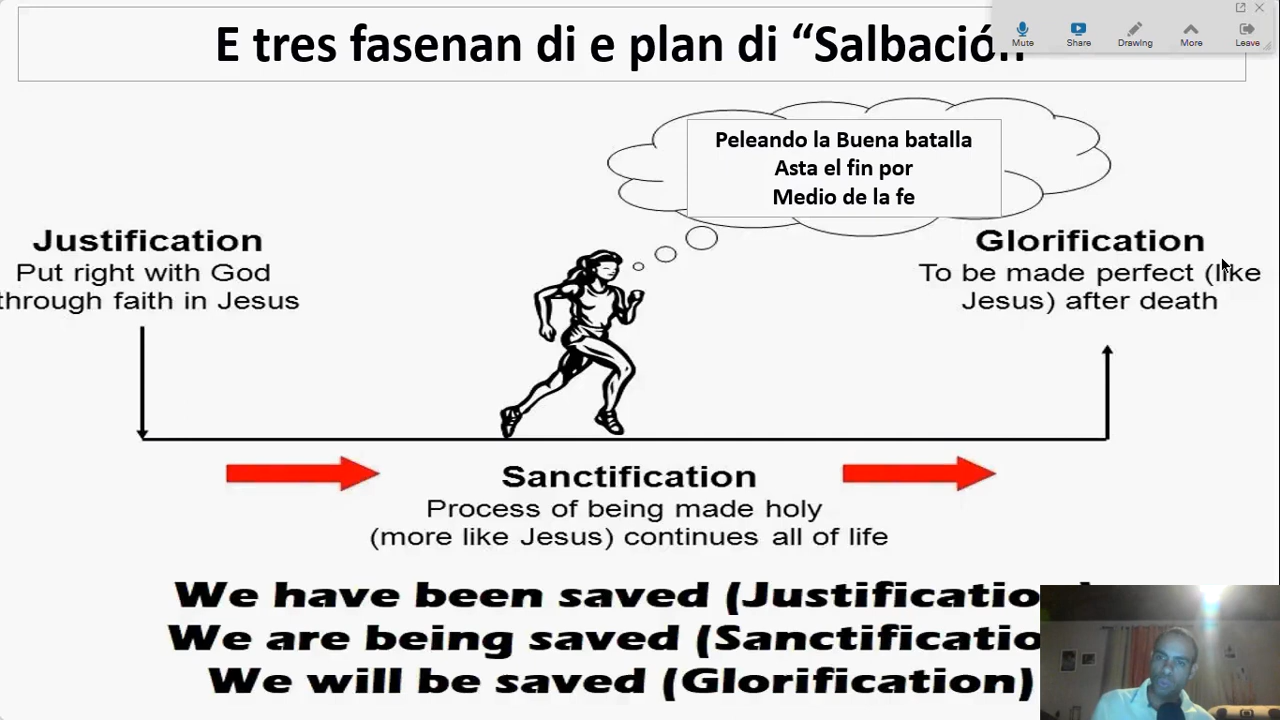 E tres fasenan di e plan di “Salbación
Mute Share Drawing More Leave
Peleando la Buena batalla
Asta el fin por
Medio de la fe
Justification
Put right with God
through faith in Jesus
Glorification
To be made perfect (like
Jesus) after death
Sanctification
Process of being made holy
(more like Jesus) continues all of life
We have been saved (Justificatio
We are being saved (Sanctificatio
We will be saved (Glorification)